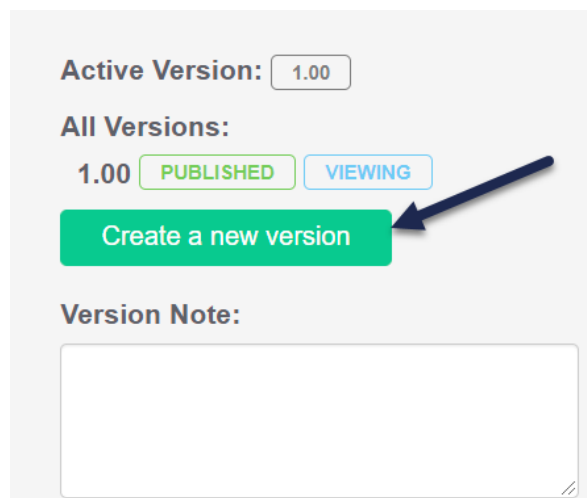 Active Version: 1.00
All Versions:
1.00 PUBLISHED VIEWING
Create a new version
Version Note: